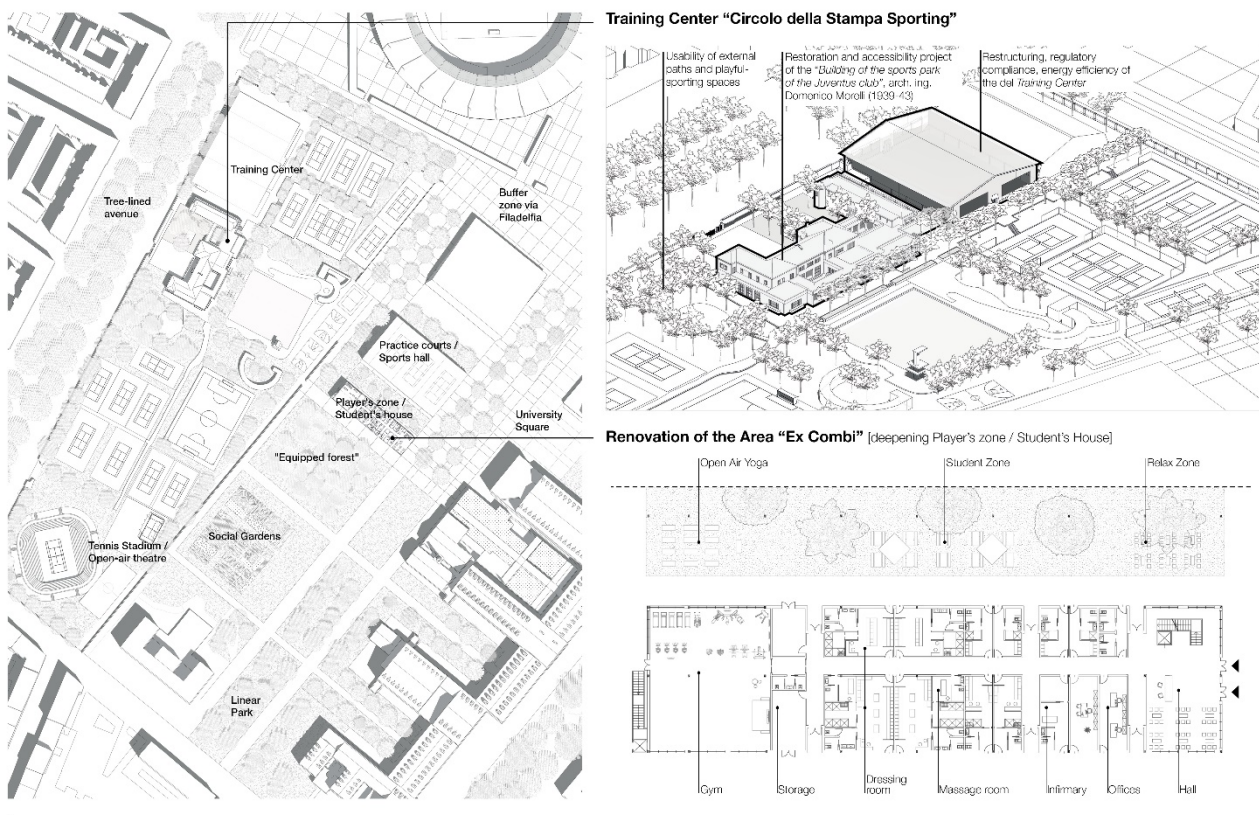 Training Center “Circolo della Stampa Sporting”
Usability of external
paths and playful-
sporting spaces
Restoration and accessibility project
of the “Building of the sports park
of the Juventus club”, arch. ing.
Domonico Morelli (1939-43)
Restructuring, regulatory
compliance, energy efficiency of
the del Training Center
Training Center
Tree-lined
avenue
Buffer
zone via
Filadelfia
Practice courts /
Sports hall
Player's zone /
Student's house
University
Square
"Equipped forest"
Social Gardens
Tennis Stadium /
Open-air theatre
Linear
Park
Renovation of the Area “Ex Combi” [deepening Player's zone / Student's House]
Open Air Yoga
Student Zone
Relax Zone
Gym
Storage
Dressing
room
Massage room
Infirmary
Offices
Hall